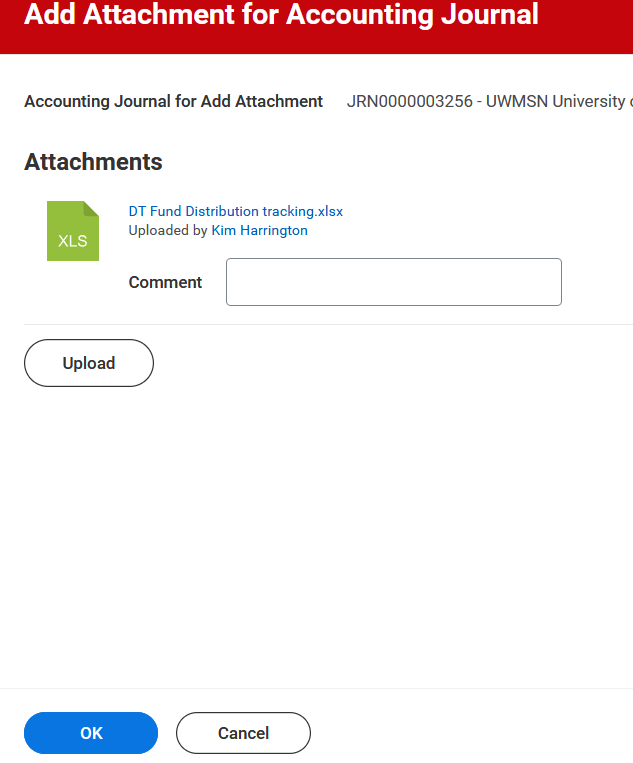 Add Attachment for Accounting Journal
Accounting Journal for Add Attachment JRN0000003256 - UWMSN University
Attachments
XLS
DT Fund Distribution tracking.xlsx
Uploaded by Kim Harrington
Comment
Upload
OK Cancel